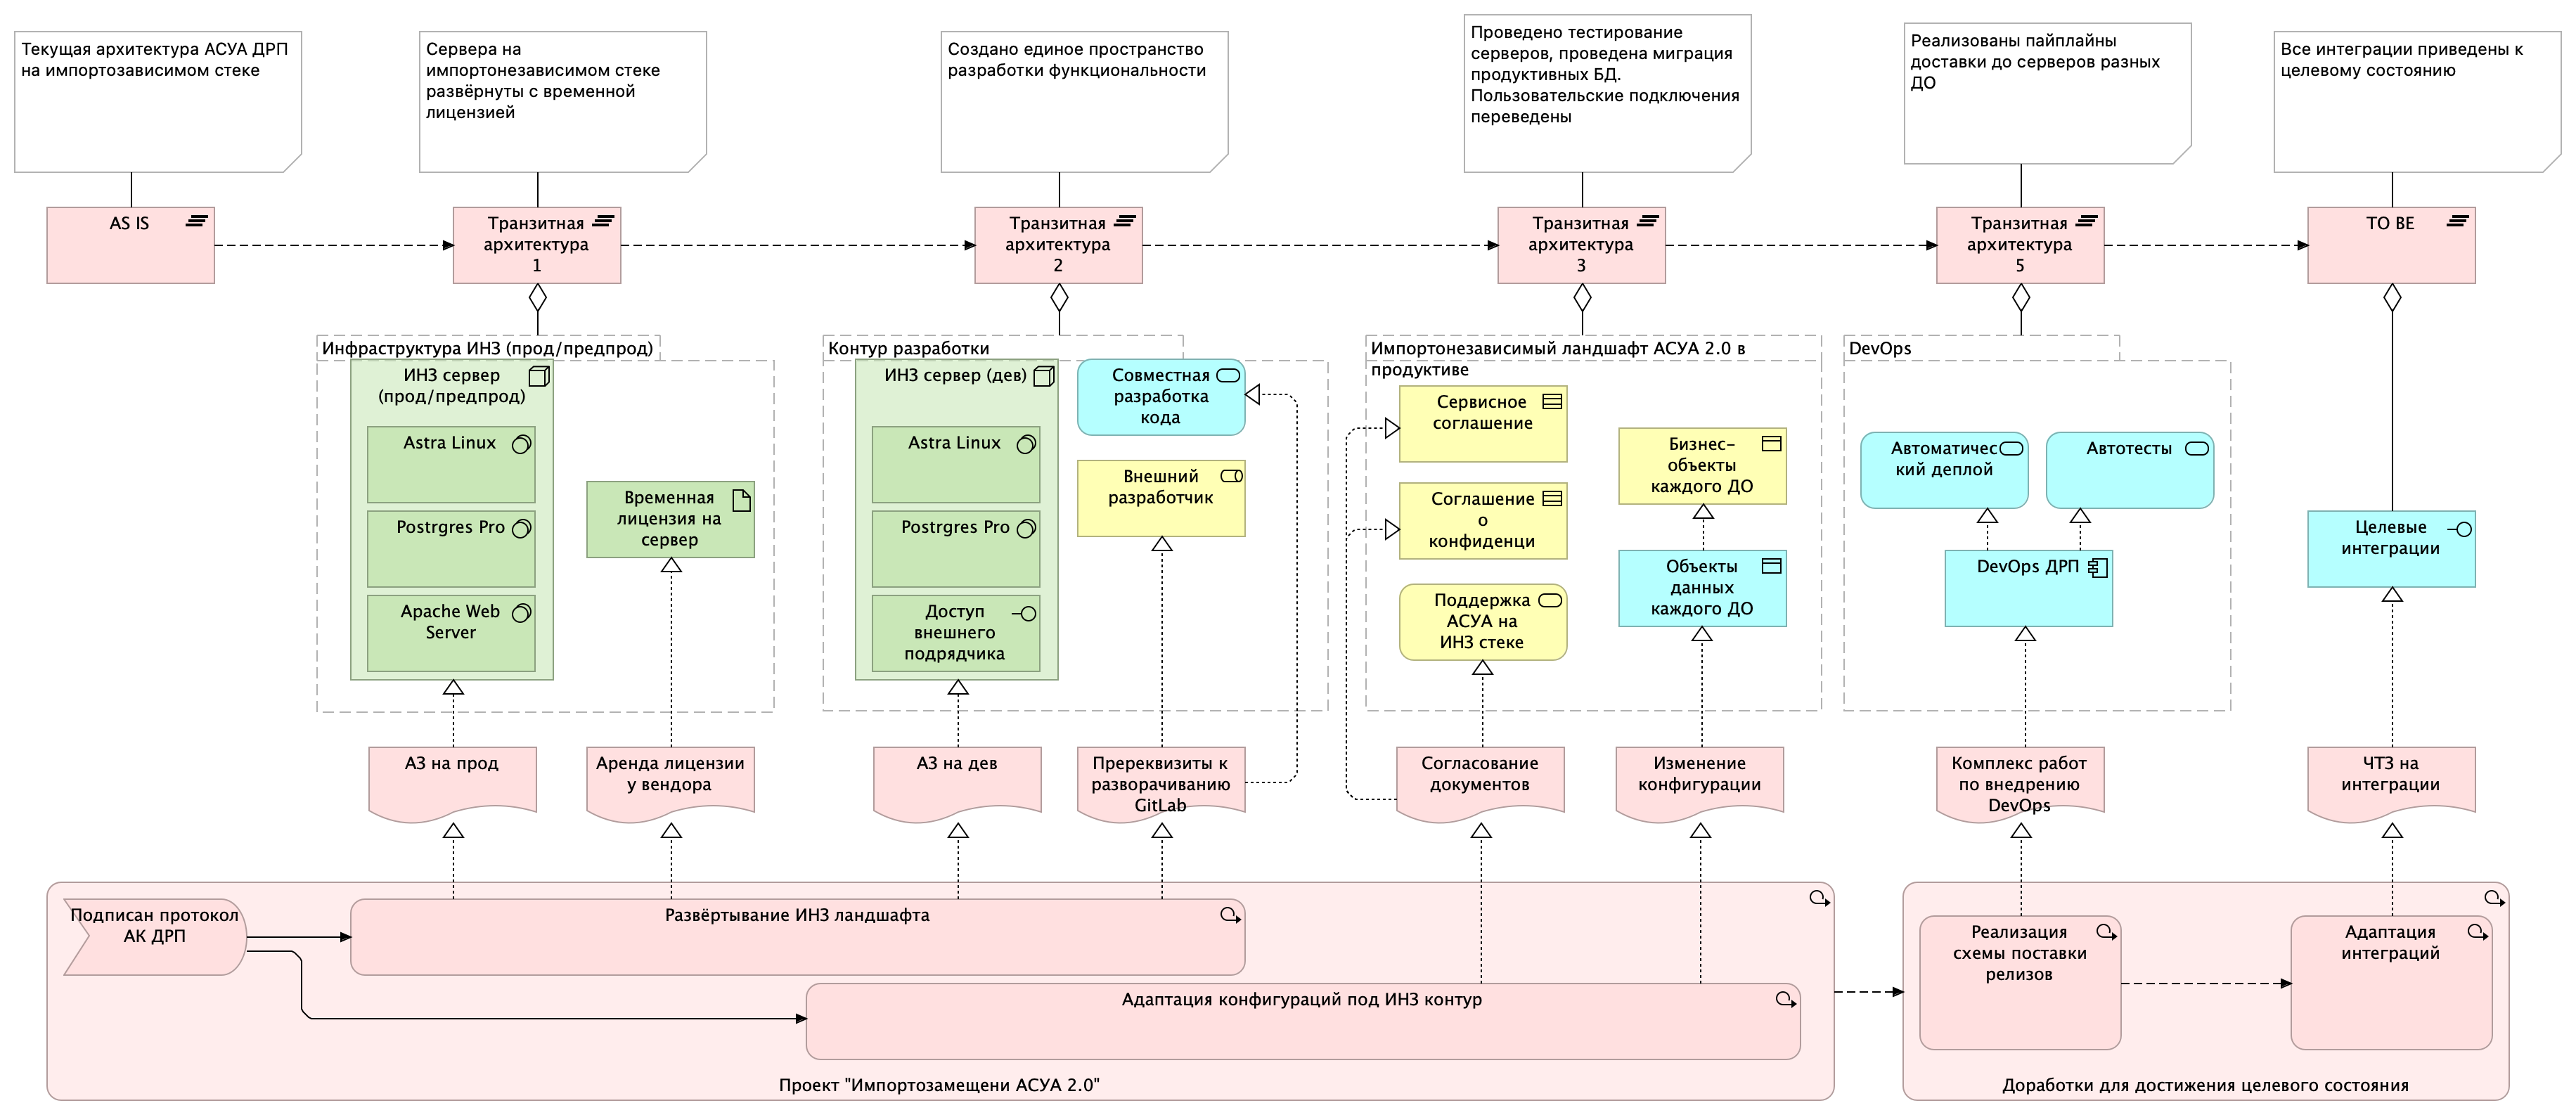 Текущая архитектура АСУА ДРП
на импортозависимом стеке
Сервера на
импортонезависимом стеке
развёрнуты с временной
лицензией
Создано единое пространство
разработки функциональности
Проведено тестирование
серверов, проведена миграция
продуктивных БД.
Пользовательские подключения
переведены
Реализованы пайплайны
доставки до серверов разных
ДО
Все интеграции приведены к
целевому состоянию
AS IS
Транзитная
архитектура
1
Транзитная
архитектура
2
Транзитная
архитектура
3
Транзитная
архитектура
5
TO BE
Инфраструктура ИНЗ (прод/предпрод)
ИНЗ сервер
(прод/предпрод)
Astra Linux
Postrgres Pro
Apache Web
Server
Временная
лицензия на
сервер
Контур разработки
ИНЗ сервер (дев)
Astra Linux
Postrgres Pro
Доступ
внешнего
подрядчика
Совместная
разработка
кода
Внешний
разработчик
Импортонезависимый ландшафт АСУА 2.0 в
продуктиве
Сервисное
соглашение
Соглашение
о
конфиденци
Поддержка
АСУА на
ИНЗ стеке
Бизнес-
объекты
каждого ДО
Объекты
данных
каждого ДО
DevOps
Автоматичес
кий деплой
Автотесты
DevOps ДРП
Целевые
интеграции
АЗ на прод
Аренда лицензии
у вендора
АЗ на дев
Пререквизиты к
разворачиванию
GitLab
Согласование
документов
Изменение
конфигурации
Комплекс работ
по внедрению
DevOps
ЧТЗ на
интеграции
Подписан протокол
АК ДРП
Развёртывание ИНЗ ландшафта
Адаптация конфигураций под ИНЗ контур
Проект "Импортозамещени АСУА 2.0"
Реализация
схемы поставки
релизов
Адаптация
интеграций
Доработки для достижения целевого состояния